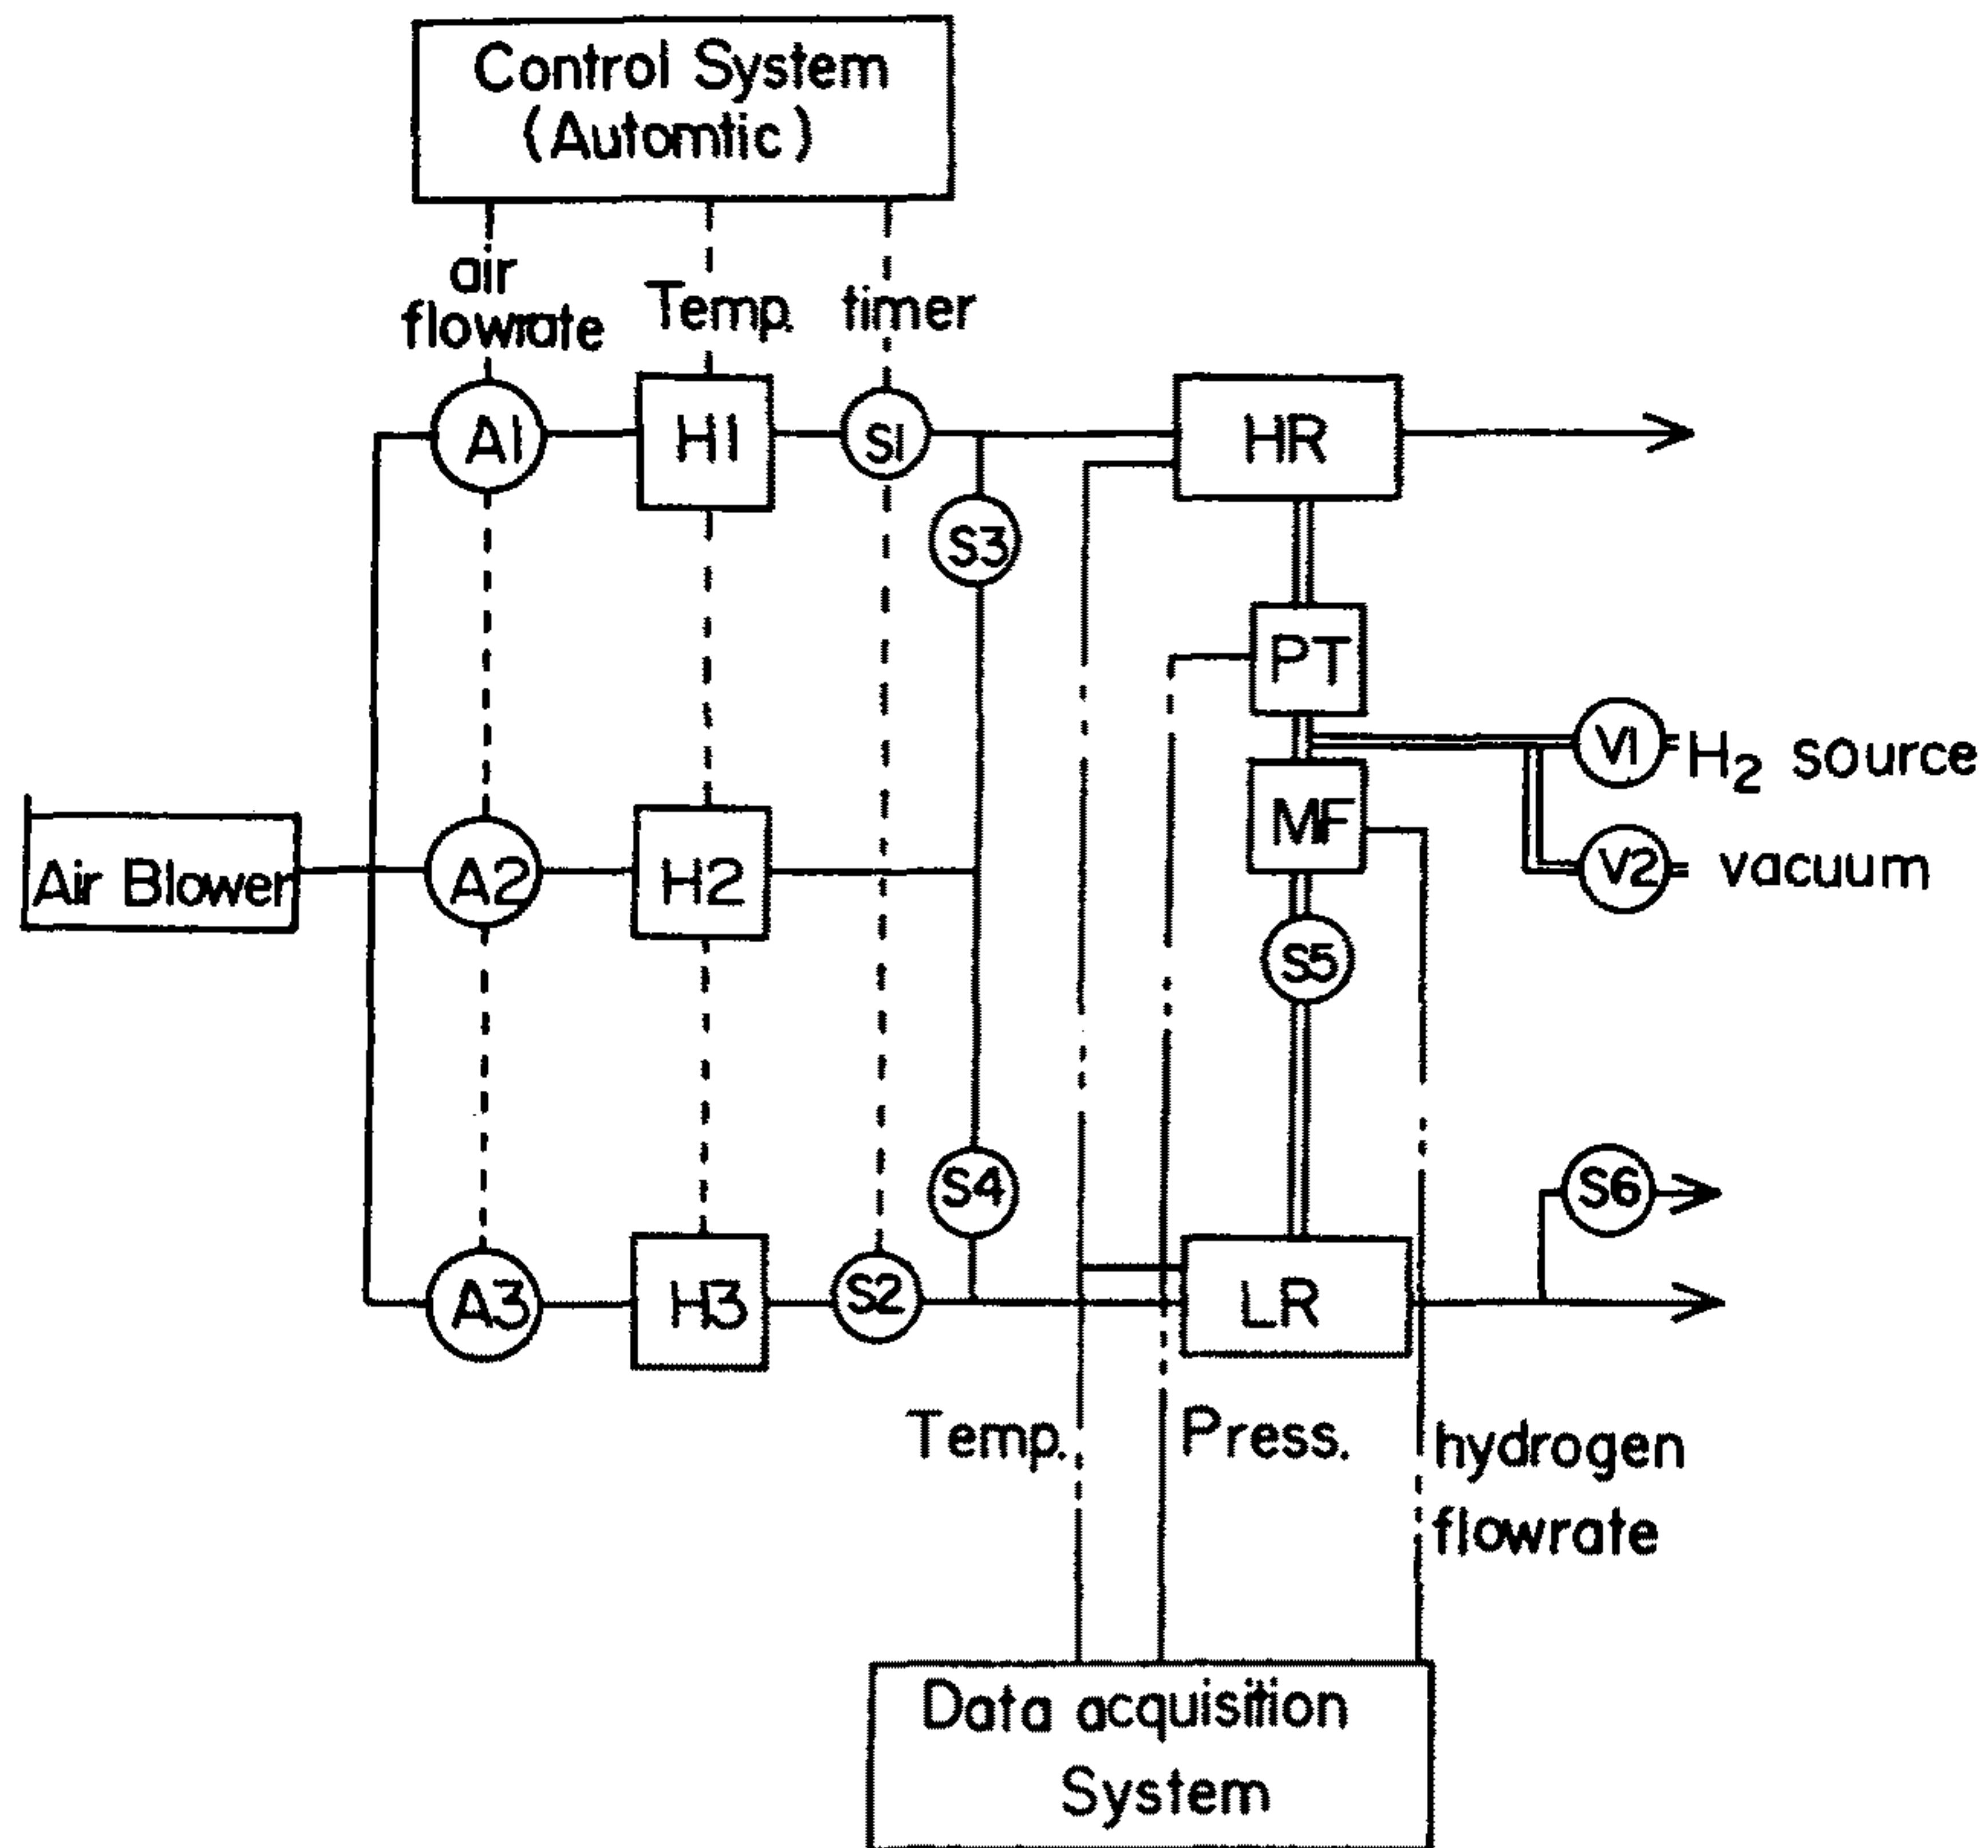 Control System
(Automtic)
air
flowrate
Temp.
timer
A1
H1
S1
HR
S3
PT
V1
H2 source
MF
Air Blower
A2
H2
V2
vacuum
S5
S4
S6
A3
H3
S2
LR
Temp.
Press.
hydrogen
flowrate
Data acquisition
System